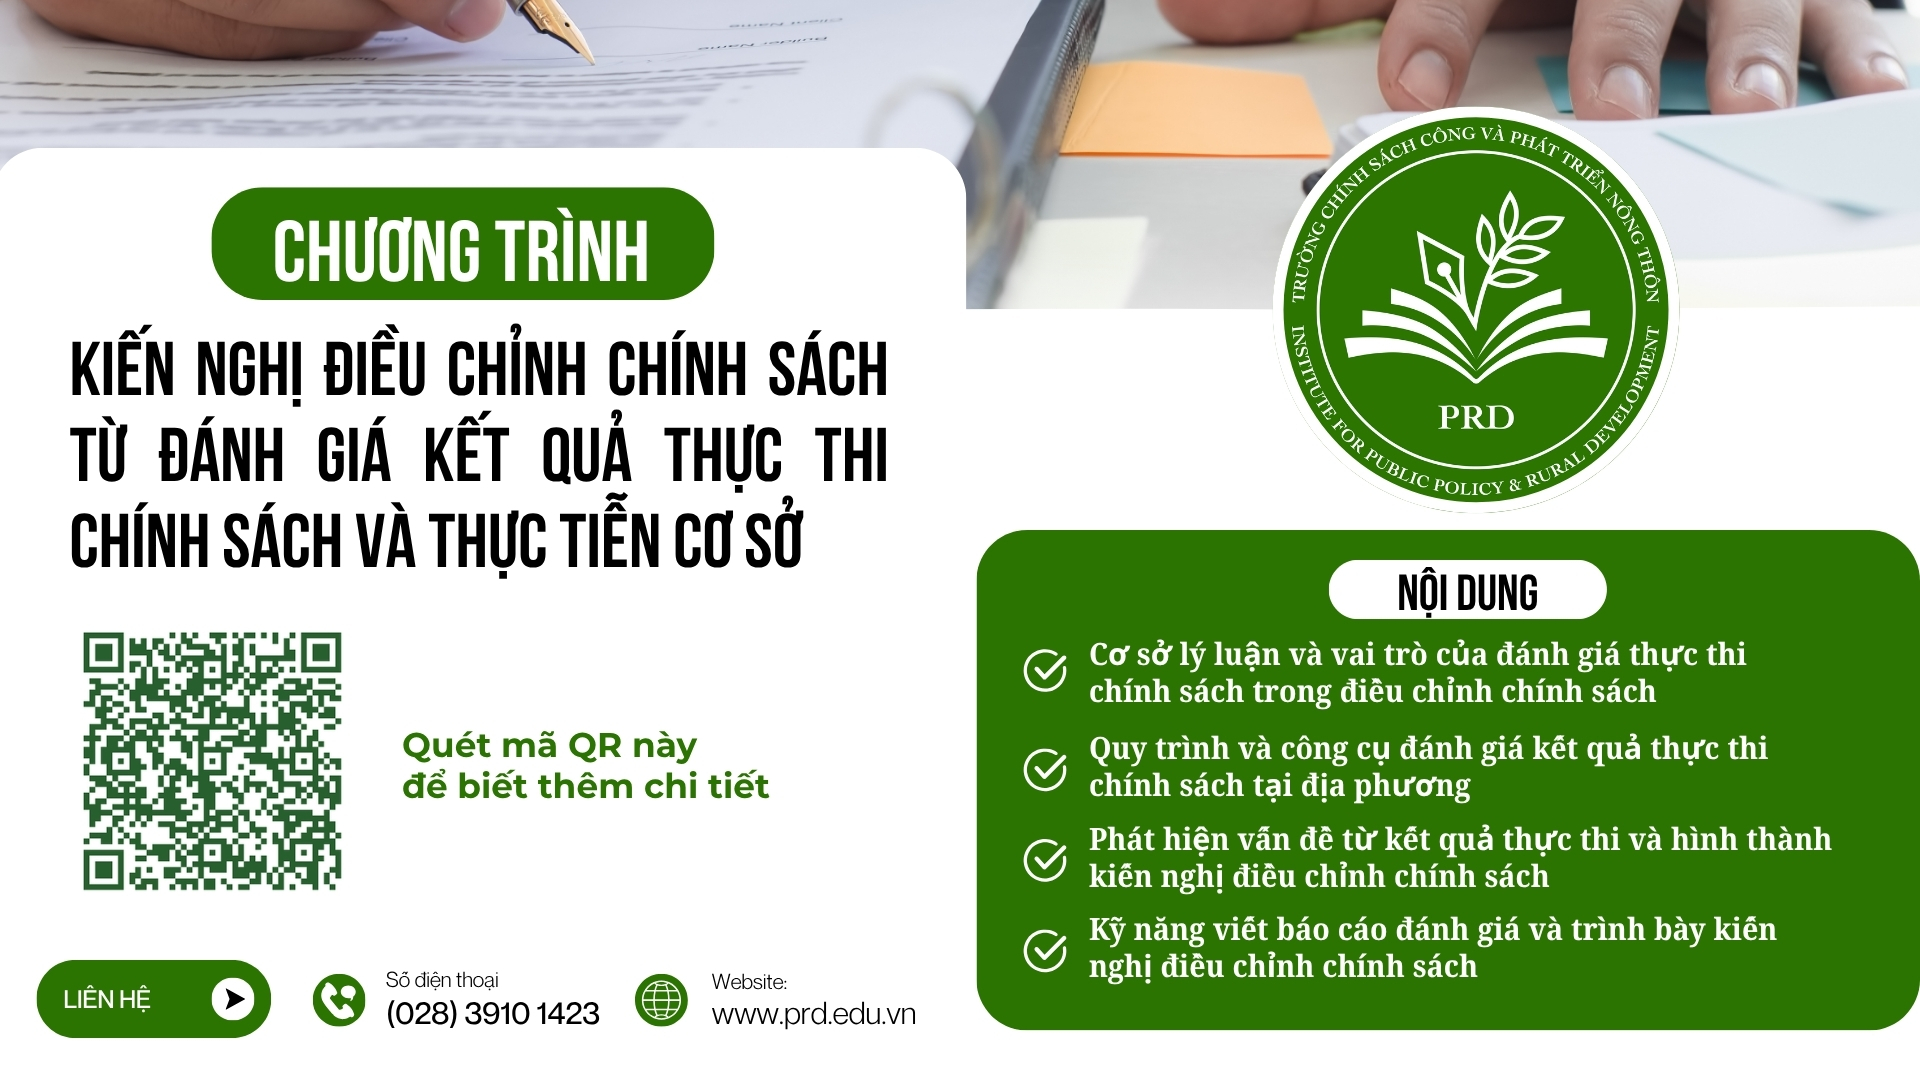 Client Name
Builder Name
CHƯƠNG TRÌNH
KIẾN NGHỊ ĐIỀU CHỈNH CHÍNH SÁCH
TỪ ĐÁNH GIÁ KẾT QUẢ THỰC THI
CHÍNH SÁCH VÀ THỰC TIỄN CƠ SỞ
Quét mã QR này
để biết thêm chi tiết
LIÊN HỆ
Số điện thoại
(028) 3910 1423
Website:
www.prd.edu.vn
TRƯỜNG CHÍNH SÁCH CÔNG VÀ PHÁT TRIỂN NÔNG THÔN
PRD
INSTITUTE FOR PUBLIC POLICY & RURAL DEVELOPMENT
NỘI DUNG
Cơ sở lý luận và vai trò của đánh giá thực thi
chính sách trong điều chỉnh chính sách
Quy trình và công cụ đánh giá kết quả thực thi
chính sách tại địa phương
Phát hiện vấn đề từ kết quả thực thi và hình thành
kiến nghị điều chỉnh chính sách
Kỹ năng viết báo cáo đánh giá và trình bày kiến
nghị điều chỉnh chính sách